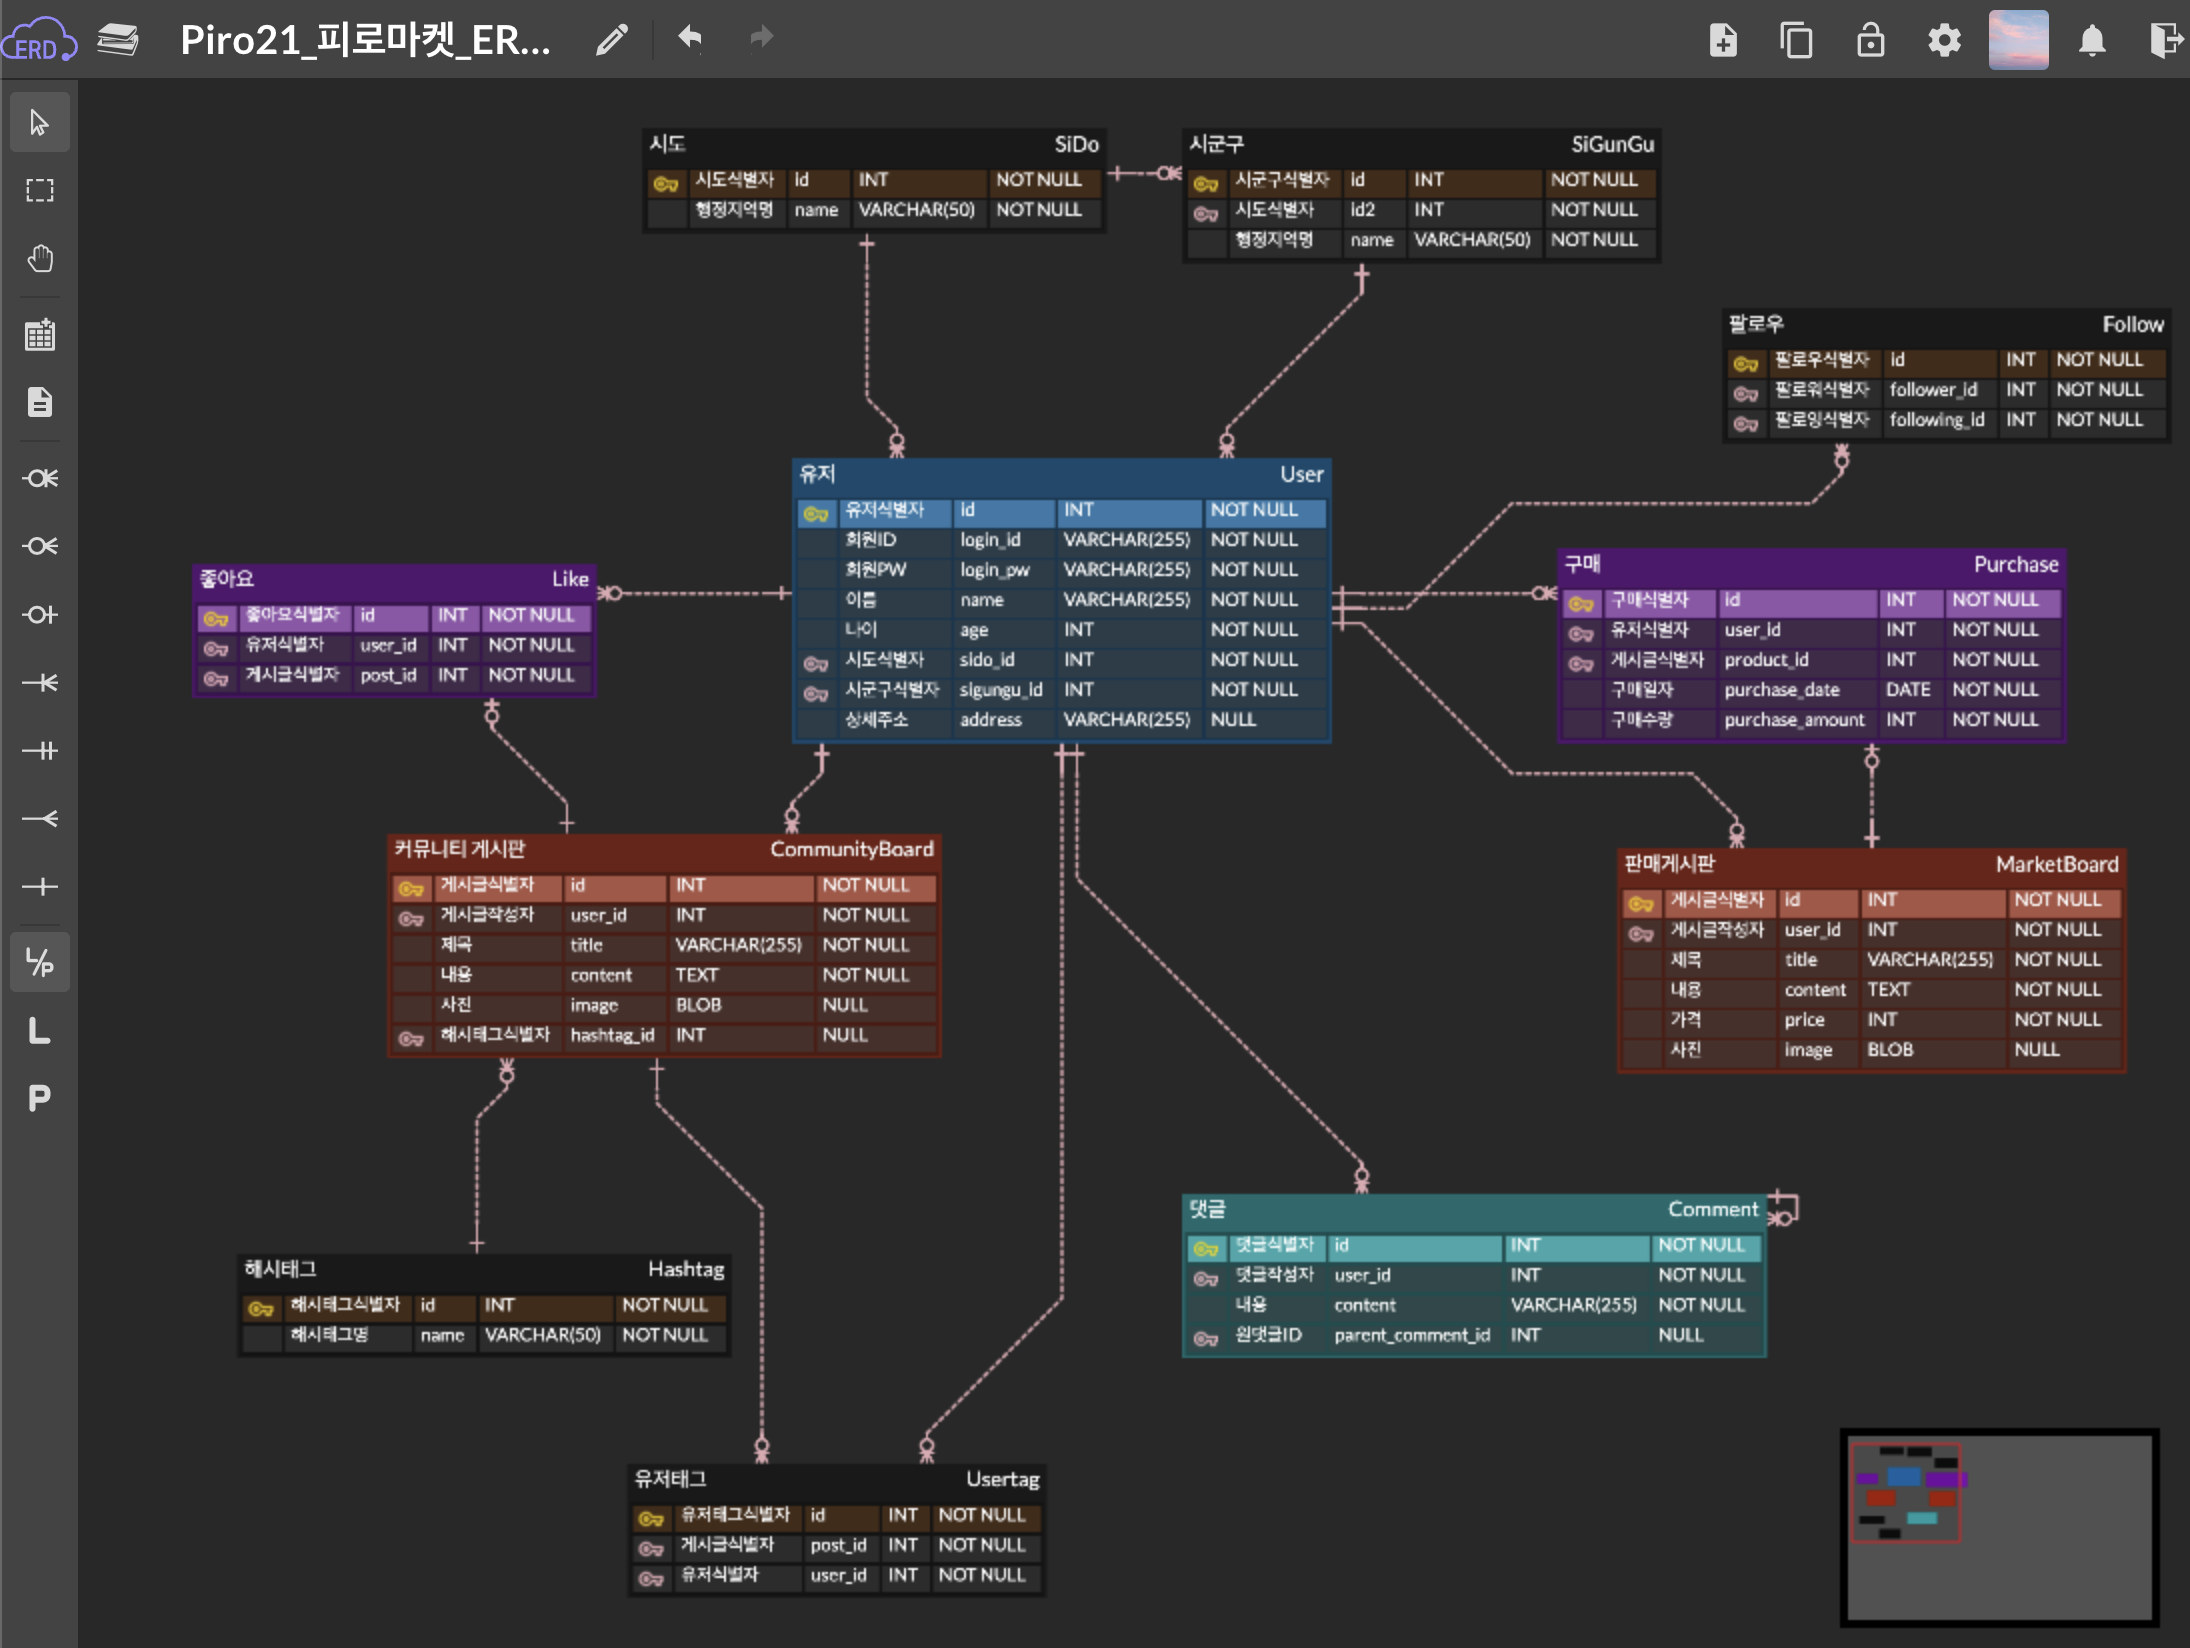 ERD
Piro21_피로마켓_ER...
L/P
L
P
시도 SiDo
시도식별자 id INT NOT NULL
행정지역명 name VARCHAR(50) NOT NULL
시군구 SiGunGu
시군구식별자 id INT NOT NULL
시도식별자 id2 INT NOT NULL
행정지역명 name VARCHAR(50) NOT NULL
팔로우 Follow
팔로우식별자 id INT NOT NULL
팔로워식별자 follower_id INT NOT NULL
팔로잉식별자 following_id INT NOT NULL
유저 User
유저식별자 id INT NOT NULL
회원ID login_id VARCHAR(255) NOT NULL
회원PW login_pw VARCHAR(255) NOT NULL
이름 name VARCHAR(255) NOT NULL
나이 age INT NOT NULL
시도식별자 sido_id INT NOT NULL
시군구식별자 sigungu_id INT NOT NULL
상세주소 address VARCHAR(255) NULL
좋아요 Like
좋아요식별자 id INT NOT NULL
유저식별자 user_id INT NOT NULL
게시글식별자 post_id INT NOT NULL
구매 Purchase
구매식별자 id INT NOT NULL
유저식별자 user_id INT NOT NULL
게시글식별자 product_id INT NOT NULL
구매일자 purchase_date DATE NOT NULL
구매수량 purchase_amount INT NOT NULL
커뮤니티 게시판 CommunityBoard
게시글식별자 id INT NOT NULL
게시글작성자 user_id INT NOT NULL
제목 title VARCHAR(255) NOT NULL
내용 content TEXT NOT NULL
사진 image BLOB NULL
해시태그식별자 hashtag_id INT NULL
판매게시판 MarketBoard
게시글식별자 id INT NOT NULL
게시글작성자 user_id INT NOT NULL
제목 title VARCHAR(255) NOT NULL
내용 content TEXT NOT NULL
가격 price INT NOT NULL
사진 image BLOB NULL
해시태그 Hashtag
해시태그식별자 id INT NOT NULL
해시태그명 name VARCHAR(50) NOT NULL
댓글 Comment
댓글식별자 id INT NOT NULL
댓글작성자 user_id INT NOT NULL
내용 content VARCHAR(255) NOT NULL
원댓글ID parent_comment_id INT NULL
유저태그 Usertag
유저태그식별자 id INT NOT NULL
게시글식별자 post_id INT NOT NULL
유저식별자 user_id INT NOT NULL